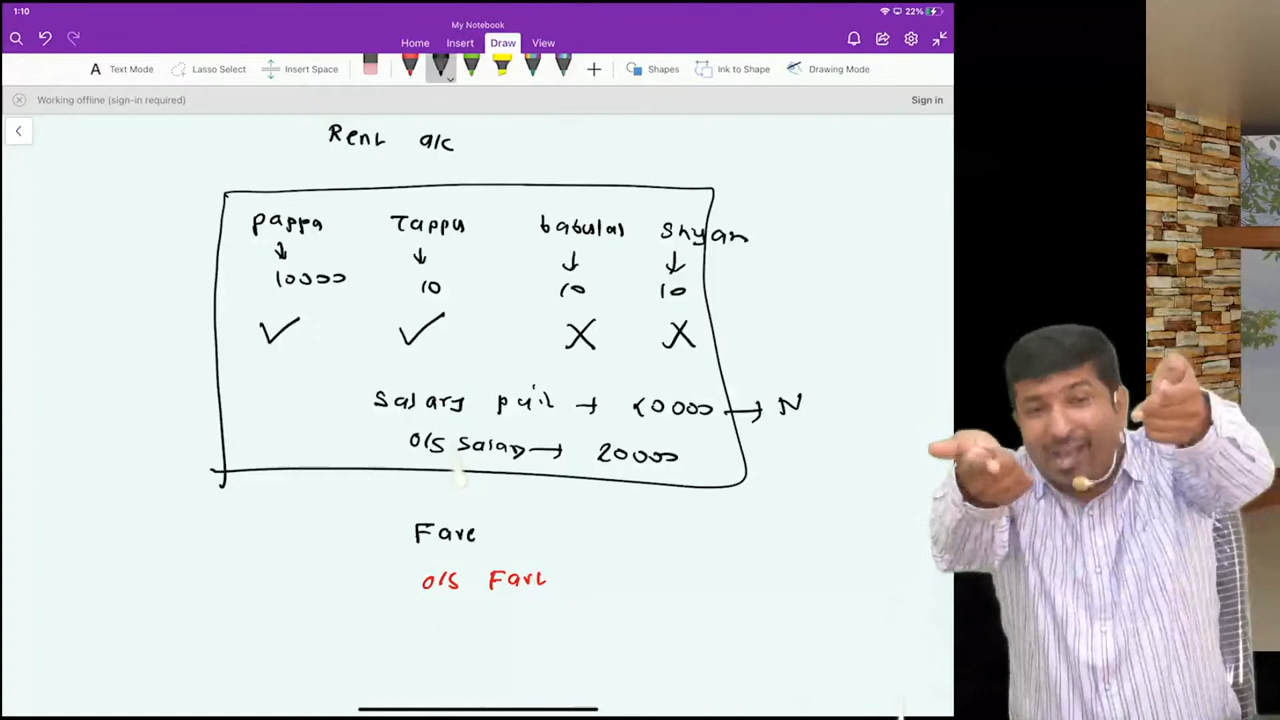 1:10
22%
My Notebook
Home Insert Draw View
Text Mode Lasso Select Insert Space Shapes Ink to Shape Drawing Mode
Working offline (sign-in required) Sign in
Rent a/c
pappa Tappu babulal Shyam
10000 10 10 10
Salary paid → 20000 → N
O/S Salary → 20000
Fare
O/S Fare